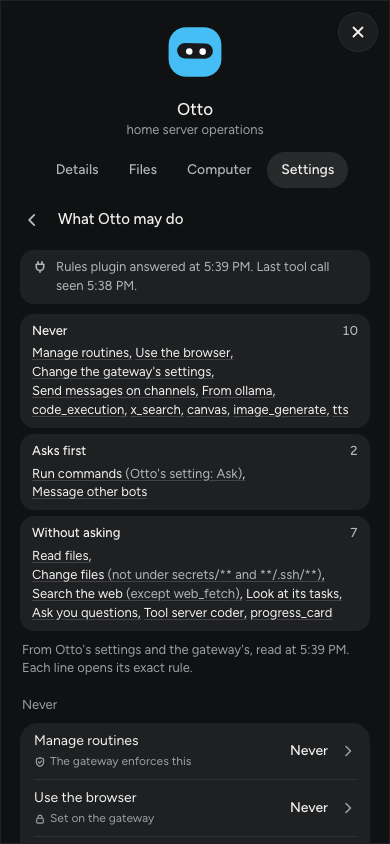 Otto
home server operations
Details
Files
Computer
Settings
What Otto may do
Rules plugin answered at 5:39 PM. Last tool call
seen 5:38 PM.
Never
10
Manage routines, Use the browser,
Change the gateway's settings,
Send messages on channels, From ollama,
code_execution, x_search, canvas, image_generate, tts
Asks first
2
Run commands (Otto's setting: Ask),
Message other bots
Without asking
7
Read files,
Change files (not under secrets/** and **/.ssh/**),
Search the web (except web_fetch), Look at its tasks,
Ask you questions, Tool server coder, progress_card
From Otto's settings and the gateway's, read at 5:39 PM.
Each line opens its exact rule.
Never
Manage routines
The gateway enforces this
Never
Use the browser
Set on the gateway
Never